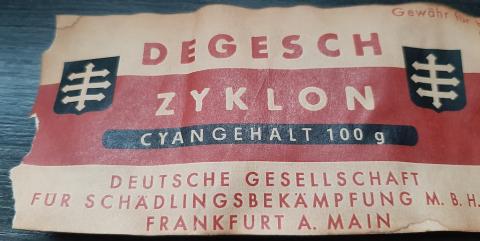 Gewähr für
DEGESCH
ZYKLON
CYANGEHALT 100 g
DEUTSCHE GESELLSCHAFT
FÜR SCHÄDLINGSBEKÄMPFUNG M. B. H.
FRANKFURT A. MAIN